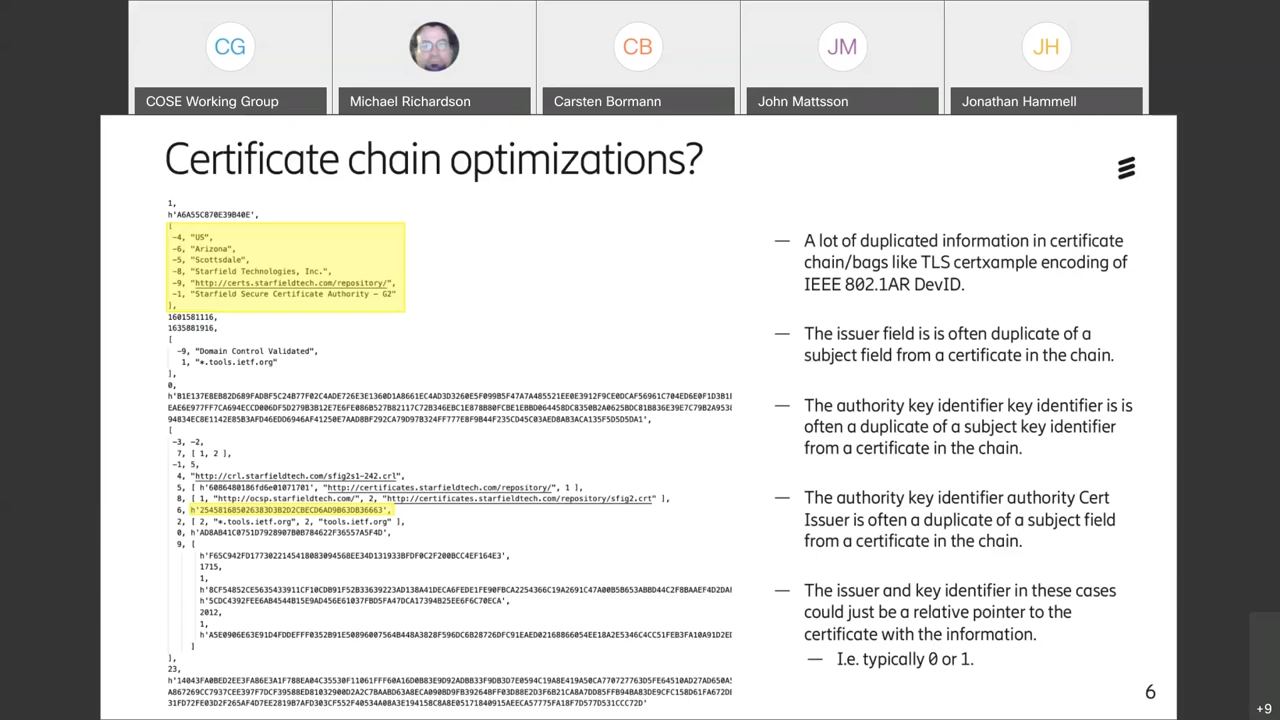 CG
CB
JM
JH
COSE Working Group
Michael Richardson
Carsten Bormann
John Mattsson
Jonathan Hammell
Certificate chain optimizations?
1,
h'A6A55C870E39B40E',
[
-4, "US",
-6, "Arizona",
-5, "Scottsdale",
-8, "Starfield Technologies, Inc.",
-9, "http://certs.starfieldtech.com/repository/",
-1, "Starfield Secure Certificate Authority – G2"
],
1601581116,
1635881916,
[
-9, "Domain Control Validated",
1, "*.tools.ietf.org"
],
0,
[
-3, -2,
7, [ 1, 2 ],
-1, 5,
4, "http://crl.starfieldtech.com/sfig2s1-242.crl",
5, [ h'6086480186fd6e01071701', "http://certificates.starfieldtech.com/repository/", 1 ],
8, [ 1, "http://ocsp.starfieldtech.com/", 2, "http://certificates.starfieldtech.com/repository/sfig2.crt" ],
6, h'254581685026383D3B2D2CBECD6AD9B63DB36663',
2, [ 2, "*.tools.ietf.org", 2, "tools.ietf.org" ],
0, h'AD8AB41C0751D7928907B0B784622F36557A5F4D',
9, [
1715,
1,
h'5CDC4392FEE6AB4544B15E9AD456E61037FBD5FA47DCA17394B25EE6F6C70ECA',
2012,
1,
]
],
23,
— A lot of duplicated information in certificate
chain/bags like TLS certxample encoding of
IEEE 802.1AR DevID.
— The issuer field is is often duplicate of a
subject field from a certificate in the chain.
— The authority key identifier key identifier is is
often a duplicate of a subject key identifier
from a certificate in the chain.
— The authority key identifier authority Cert
Issuer is often a duplicate of a subject field
from a certificate in the chain.
— The issuer and key identifier in these cases
could just be a relative pointer to the
certificate with the information.
— I.e. typically 0 or 1.
6
+9